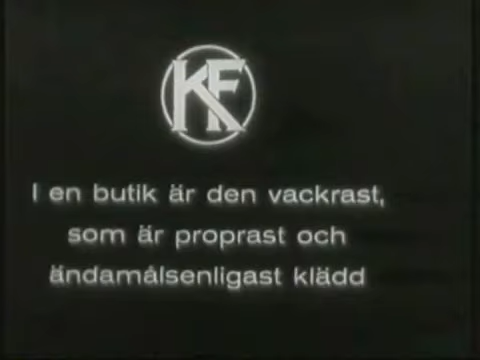 KF
I en butik är den vackrast,
som är proprast och
ändamålsenligast klädd